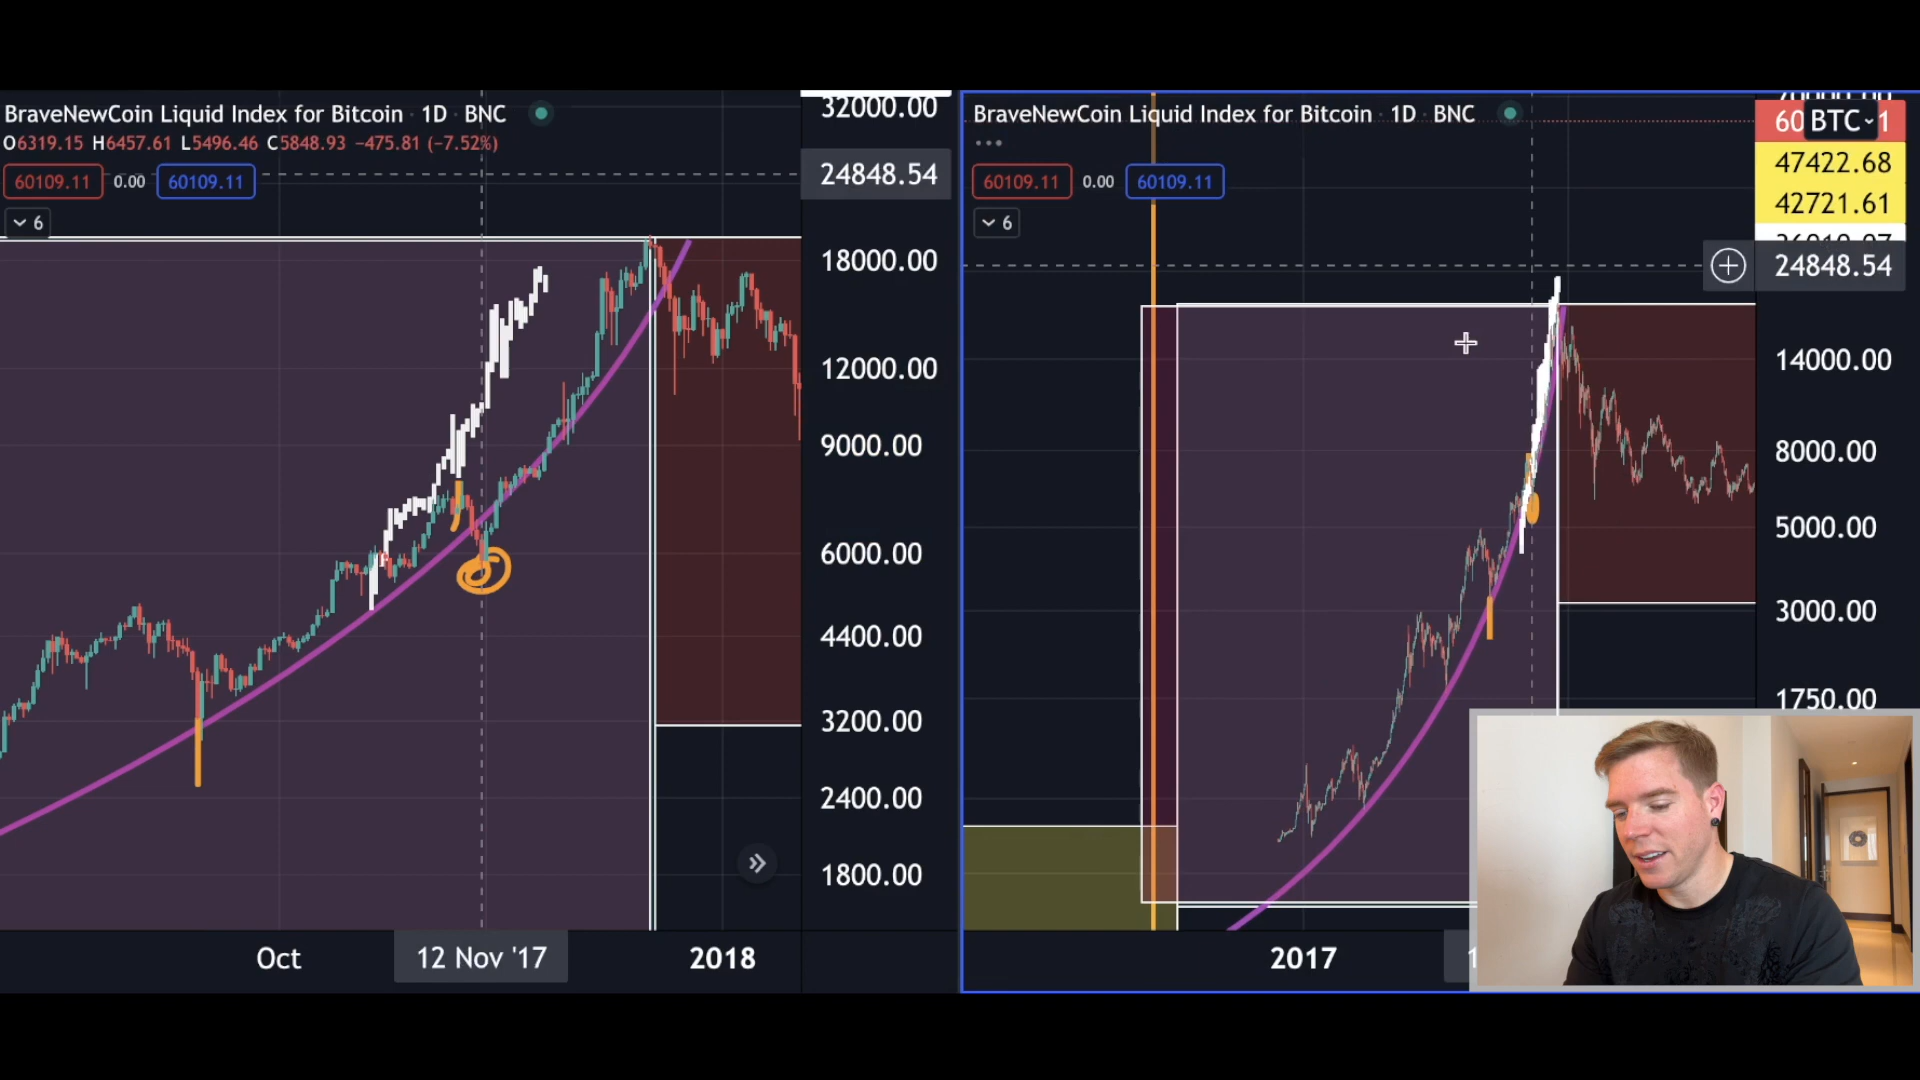 BraveNewCoin Liquid Index for Bitcoin · 1D · BNC
O6319.15 H6457.61 L5496.46 C5848.93 −475.81 (−7.52%)
60109.11 0.00 60109.11
6
32000.00
24848.54
18000.00
12000.00
9000.00
6000.00
4400.00
3200.00
2400.00
1800.00
Oct
12 Nov '17
2018
BraveNewCoin Liquid Index for Bitcoin · 1D · BNC
60109.11 0.00 60109.11
6
BTC
47422.68
42721.61
24848.54
14000.00
8000.00
5000.00
3000.00
1750.00
2017